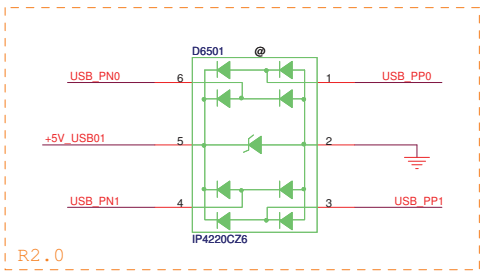 D6501 @
USB_PN0 6 1 USB_PP0
+5V_USB01 5 2
USB_PN1 4 3 USB_PP1
IP4220CZ6
R2.0